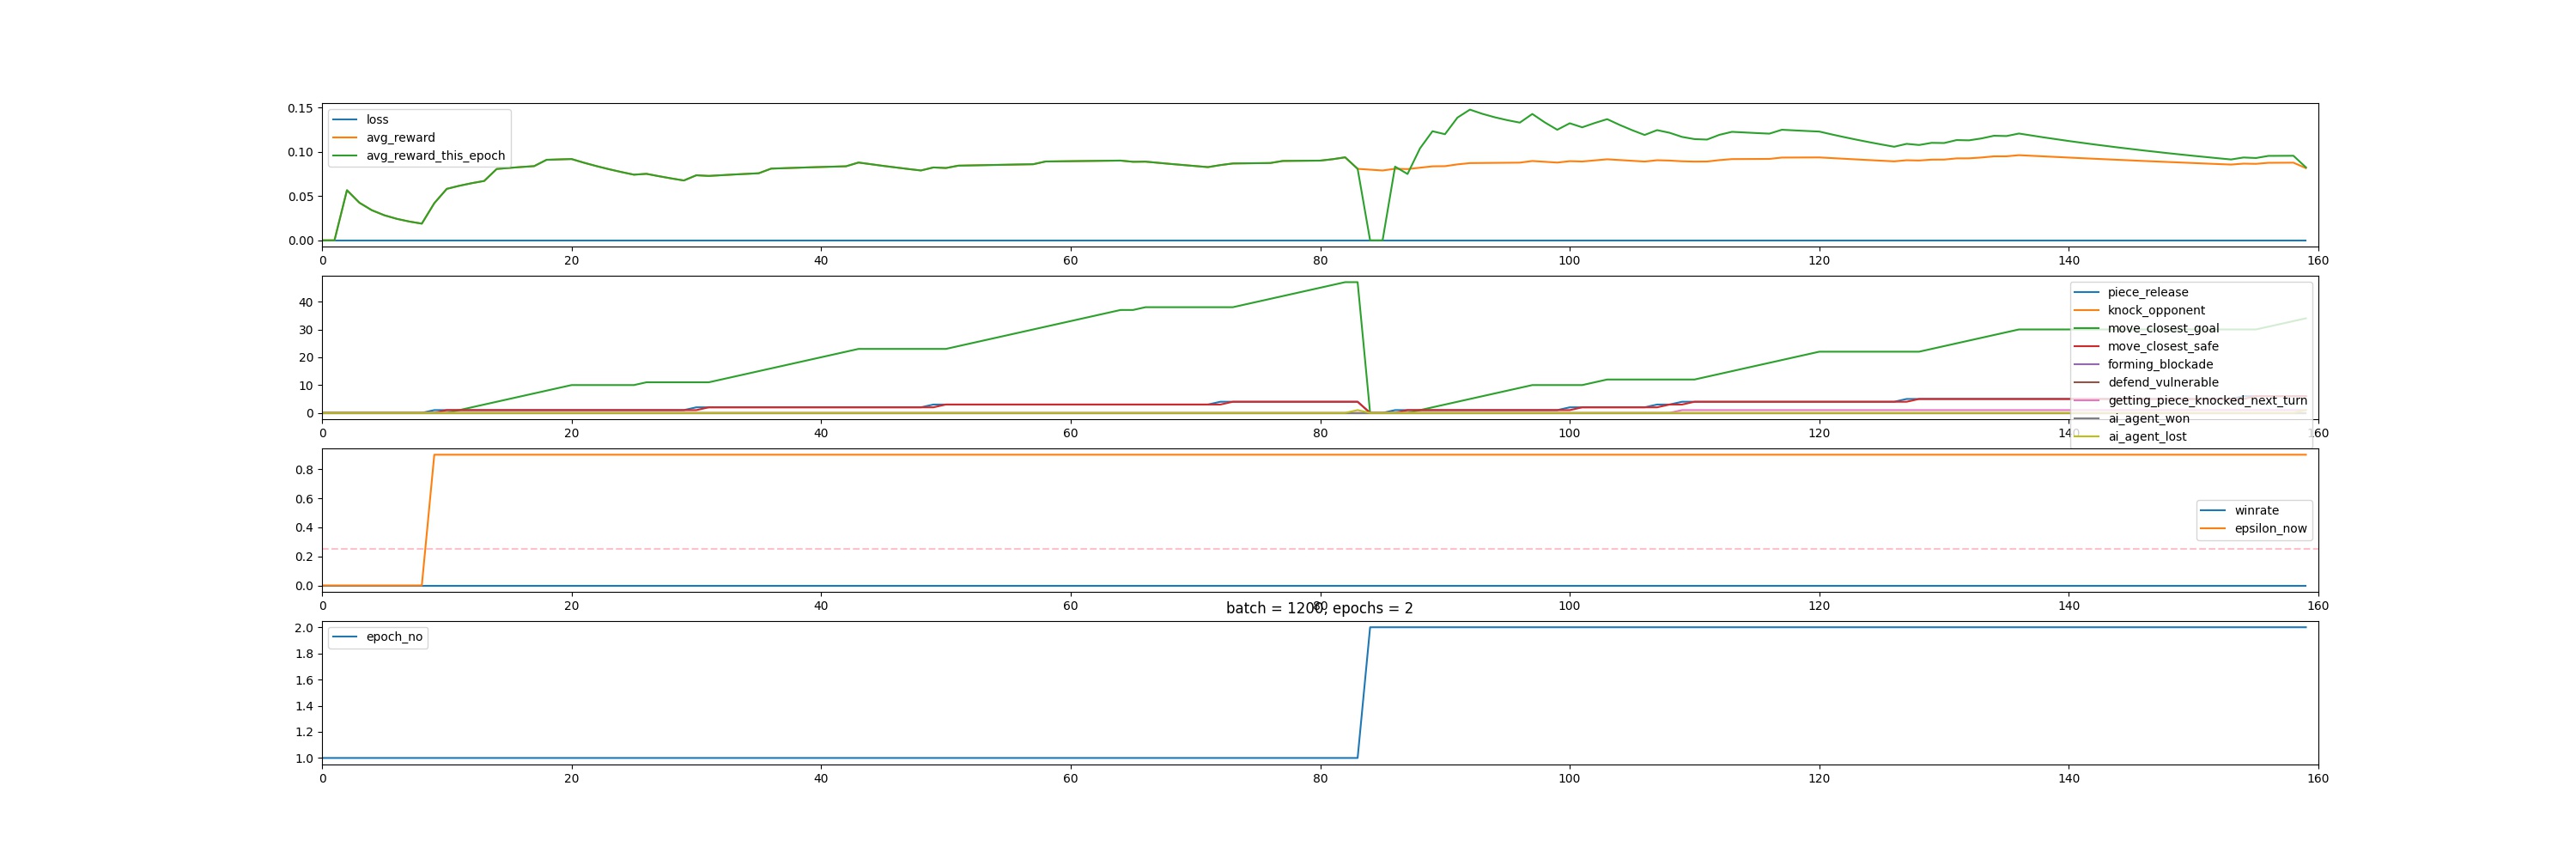 0.15
0.10
0.05
0.00
loss
avg_reward
avg_reward_this_epoch
0 20 40 60 80 100 120 140 160
40
30
20
10
0
piece_release
knock_opponent
move_closest_goal
move_closest_safe
forming_blockade
defend_vulnerable
getting_piece_knocked_next_turn
ai_agent_won
ai_agent_lost
0 20 40 60 80 100 120 140 160
0.8
0.6
0.4
0.2
0.0
winrate
epsilon_now
0 20 40 60 80 100 120 140 160
batch = 1200, epochs = 2
2.0
1.8
1.6
1.4
1.2
1.0
epoch_no
0 20 40 60 80 100 120 140 160